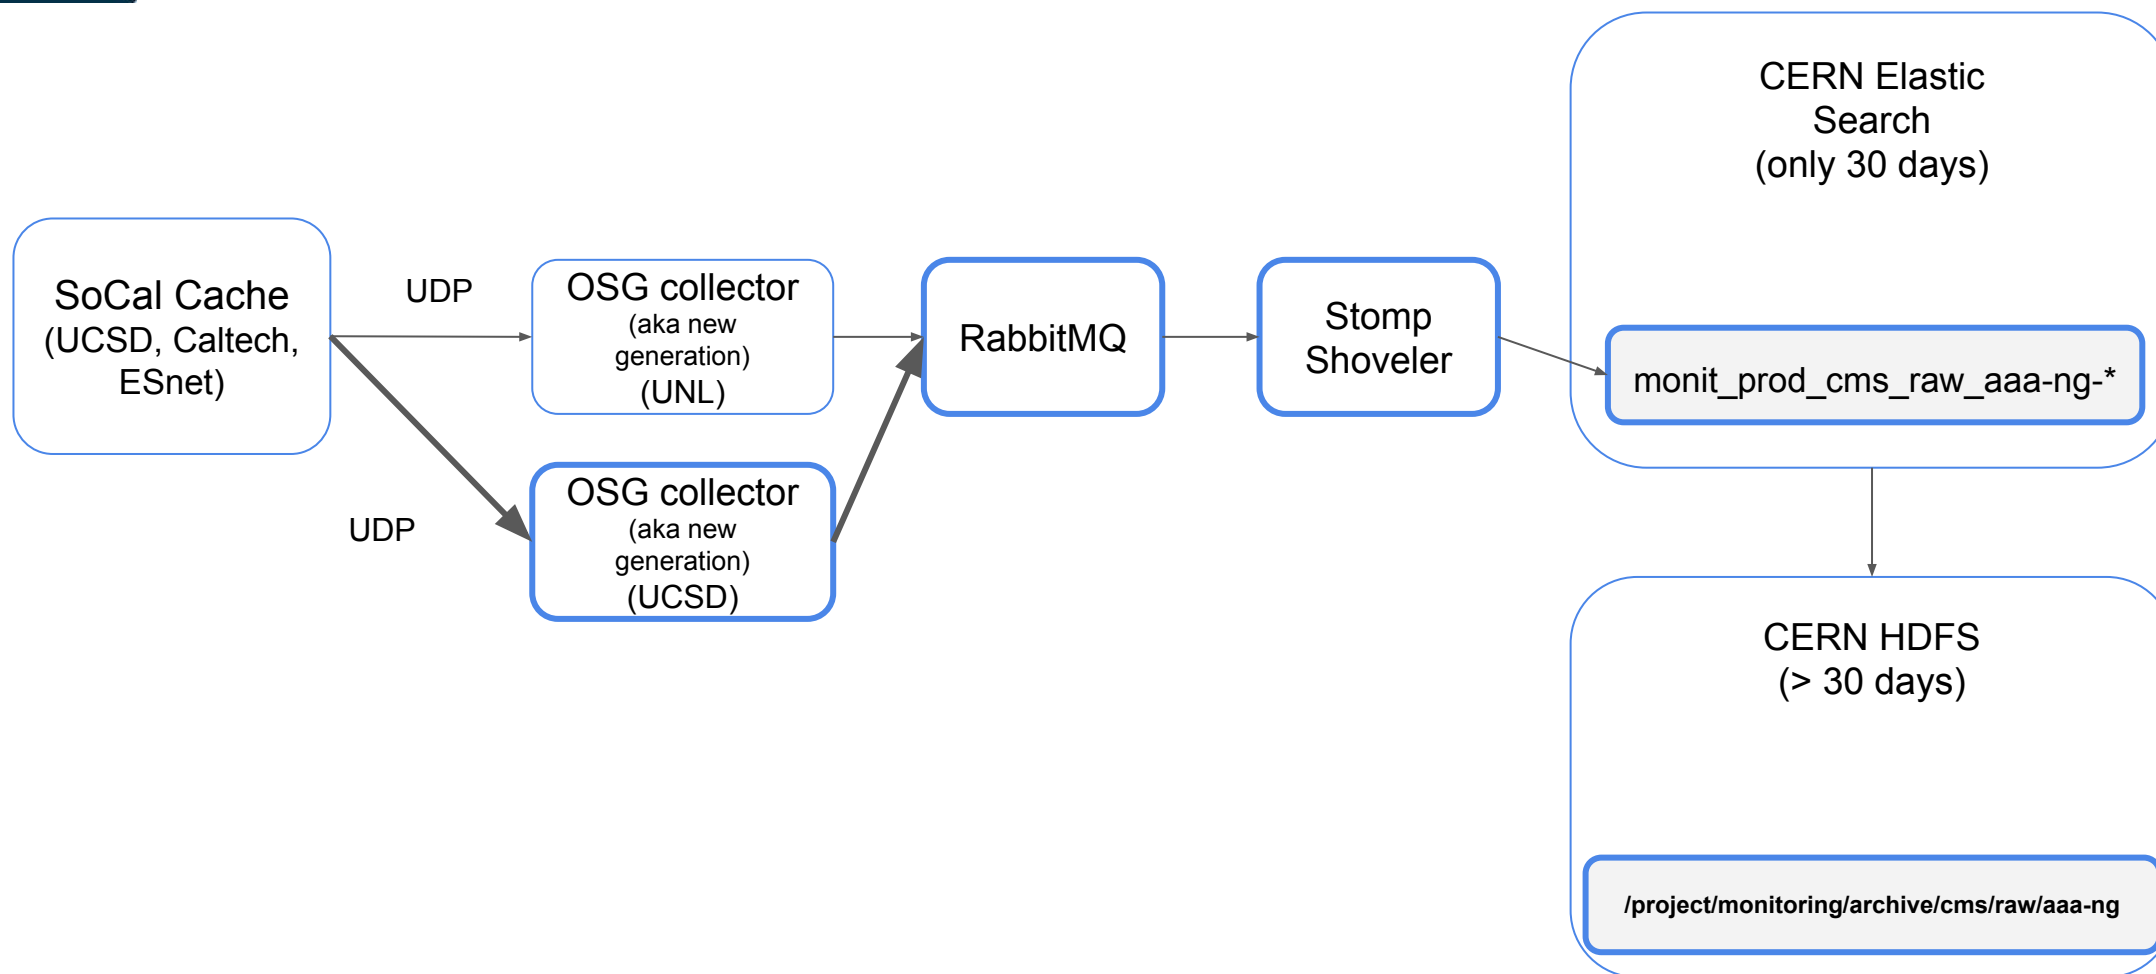 SoCal Cache
(UCSD, Caltech,
ESnet)
UDP
UDP
OSG collector
(aka new
generation)
(UNL)
OSG collector
(aka new
generation)
(UCSD)
RabbitMQ
Stomp
Shoveler
CERN Elastic
Search
(only 30 days)
monit_prod_cms_raw_aaa-ng-*
CERN HDFS
(> 30 days)
/project/monitoring/archive/cms/raw/aaa-ng